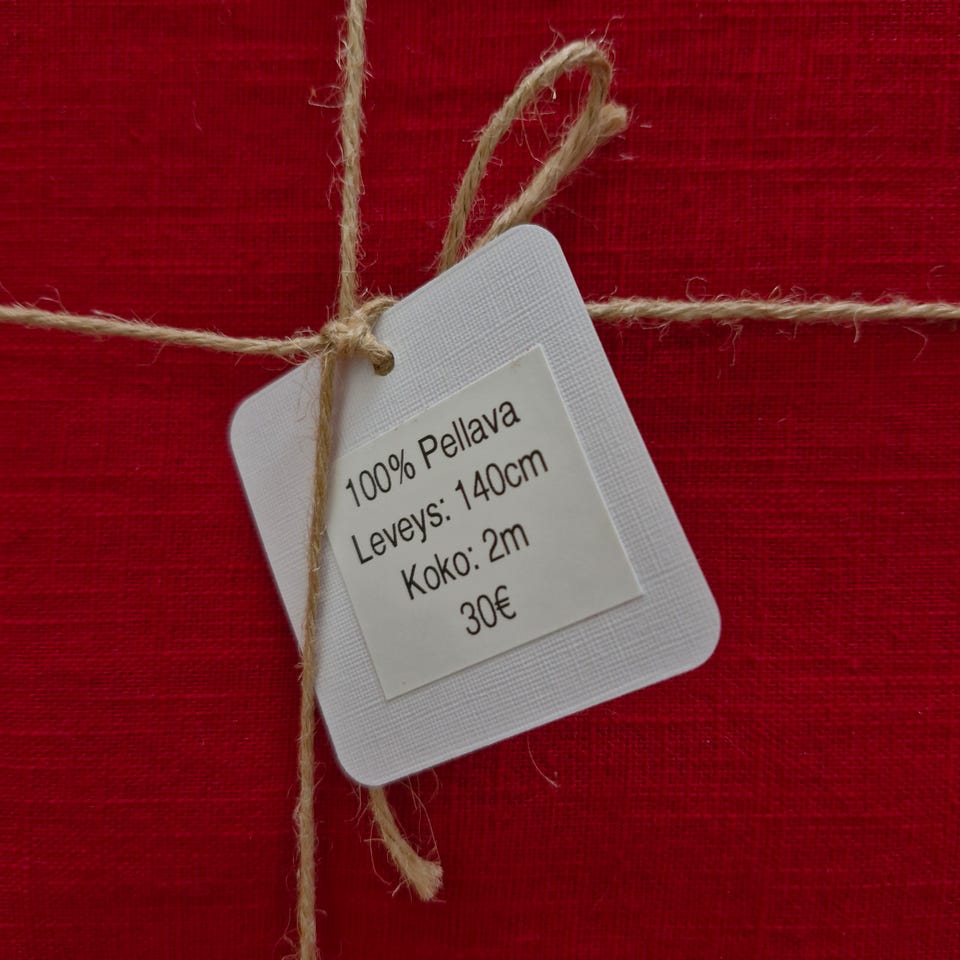 100% Pellava
Leveys: 140cm
Koko: 2m
30€